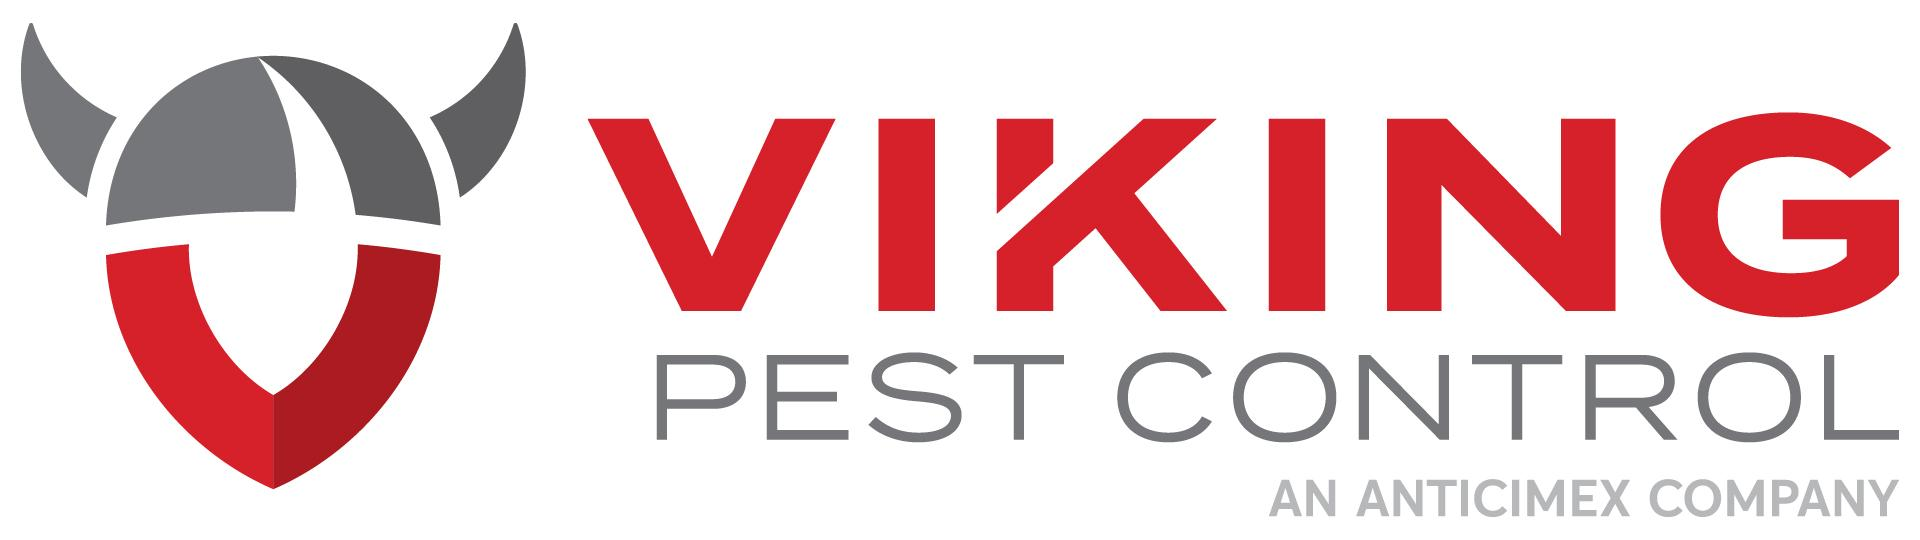 VIKING
PEST CONTROL
AN ANTICIMEX COMPANY